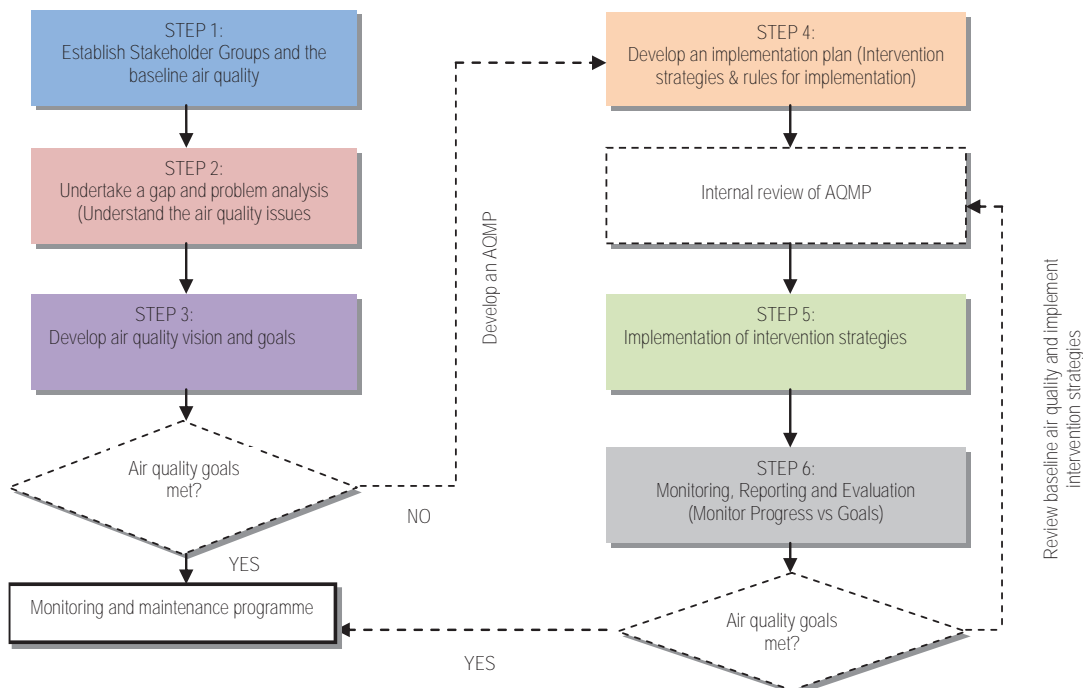 STEP 1:
Establish Stakeholder Groups and the
baseline air quality
STEP 2:
Undertake a gap and problem analysis
(Understand the air quality issues
STEP 3:
Develop air quality vision and goals
Air quality goals
met?
NO
YES
Monitoring and maintenance programme
Develop an AQMP
STEP 4:
Develop an implementation plan (Intervention
strategies & rules for implementation)
Internal review of AQMP
STEP 5:
Implementation of intervention strategies
STEP 6:
Monitoring, Reporting and Evaluation
(Monitor Progress vs Goals)
Air quality goals
met?
YES
Review baseline air quality and implement
intervention strategies